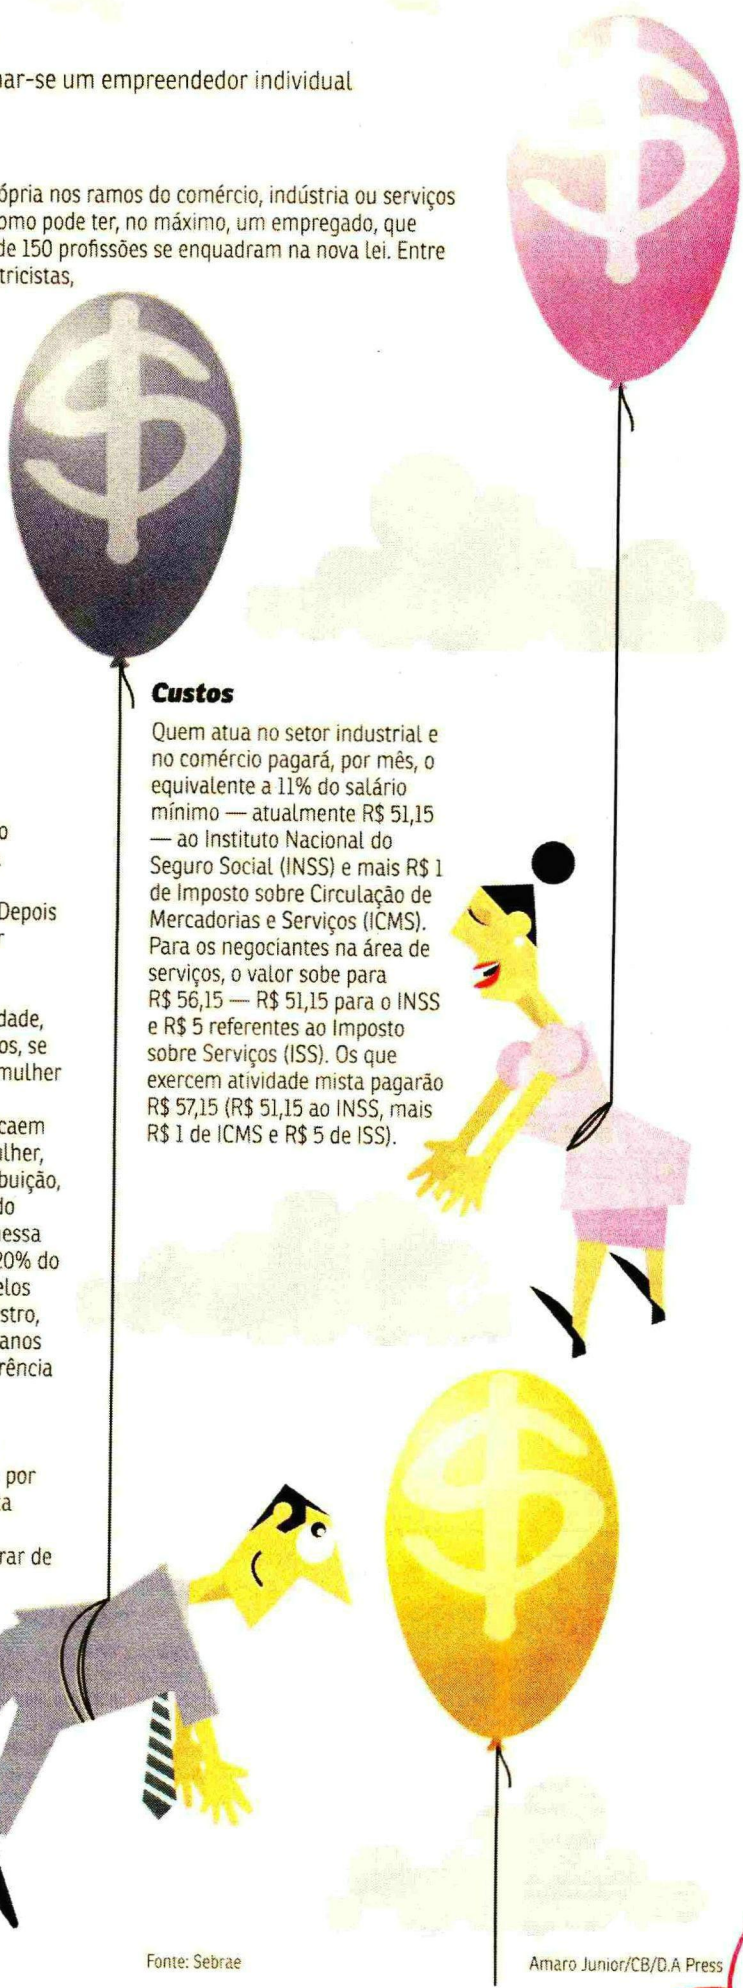 nar-se um empreendedor individual
ópria nos ramos do comércio, indústria ou serviços
omo pode ter, no máximo, um empregado, que
de 150 profissões se enquadram na nova lei. Entre
tricistas,
$
$
o
Depois
r
dade,
os, se
mulher
caem
ulher,
buição,
do
nessa
20% do
elos
stro,
anos
rência
por
ta
rar de
Custos
Quem atua no setor industrial e
no comércio pagará, por mês, o
equivalente a 11% do salário
mínimo — atualmente R$ 51,15
— ao Instituto Nacional do
Seguro Social (INSS) e mais R$ 1
de Imposto sobre Circulação de
Mercadorias e Serviços (ICMS).
Para os negociantes na área de
serviços, o valor sobe para
R$ 56,15 — R$ 51,15 para o INSS
e R$ 5 referentes ao Imposto
sobre Serviços (ISS). Os que
exercem atividade mista pagarão
R$ 57,15 (R$ 51,15 ao INSS, mais
R$ 1 de ICMS e R$ 5 de ISS).
$
Fonte: Sebrae
Amaro Junior/CB/D.A Press